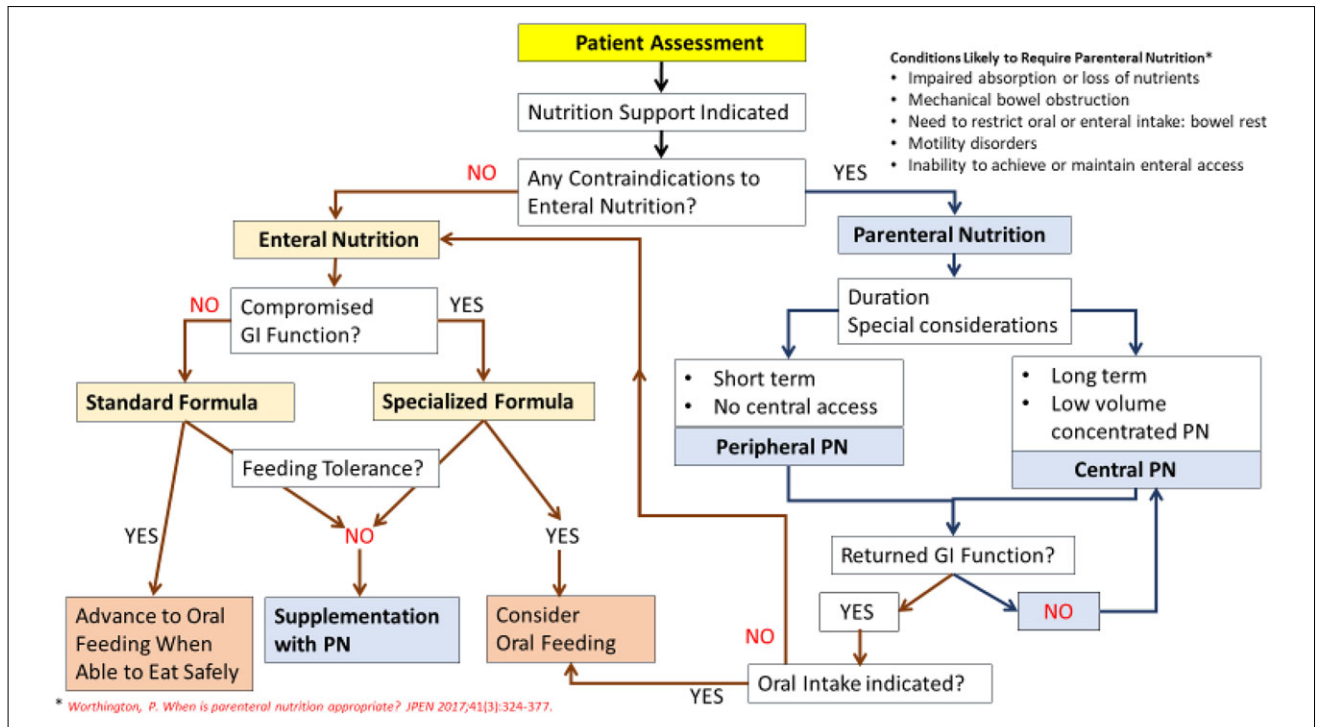 Patient Assessment
Conditions Likely to Require Parenteral Nutrition*
• Impaired absorption or loss of nutrients
• Mechanical bowel obstruction
• Need to restrict oral or enteral intake: bowel rest
• Motility disorders
• Inability to achieve or maintain enteral access
Nutrition Support Indicated
NO
Any Contraindications to
Enteral Nutrition?
YES
Enteral Nutrition
Parenteral Nutrition
NO
Compromised
GI Function?
YES
Duration
Special considerations
Standard Formula
Specialized Formula
• Short term
• No central access
Peripheral PN
• Long term
• Low volume
concentrated PN
Central PN
Feeding Tolerance?
YES
NO
YES
Returned GI Function?
YES
NO
Advance to Oral
Feeding When
Able to Eat Safely
Supplementation
with PN
Consider
Oral Feeding
NO
YES
Oral Intake indicated?
* Worthington, P. When is parenteral nutrition appropriate? JPEN 2017;41(3):324-377.